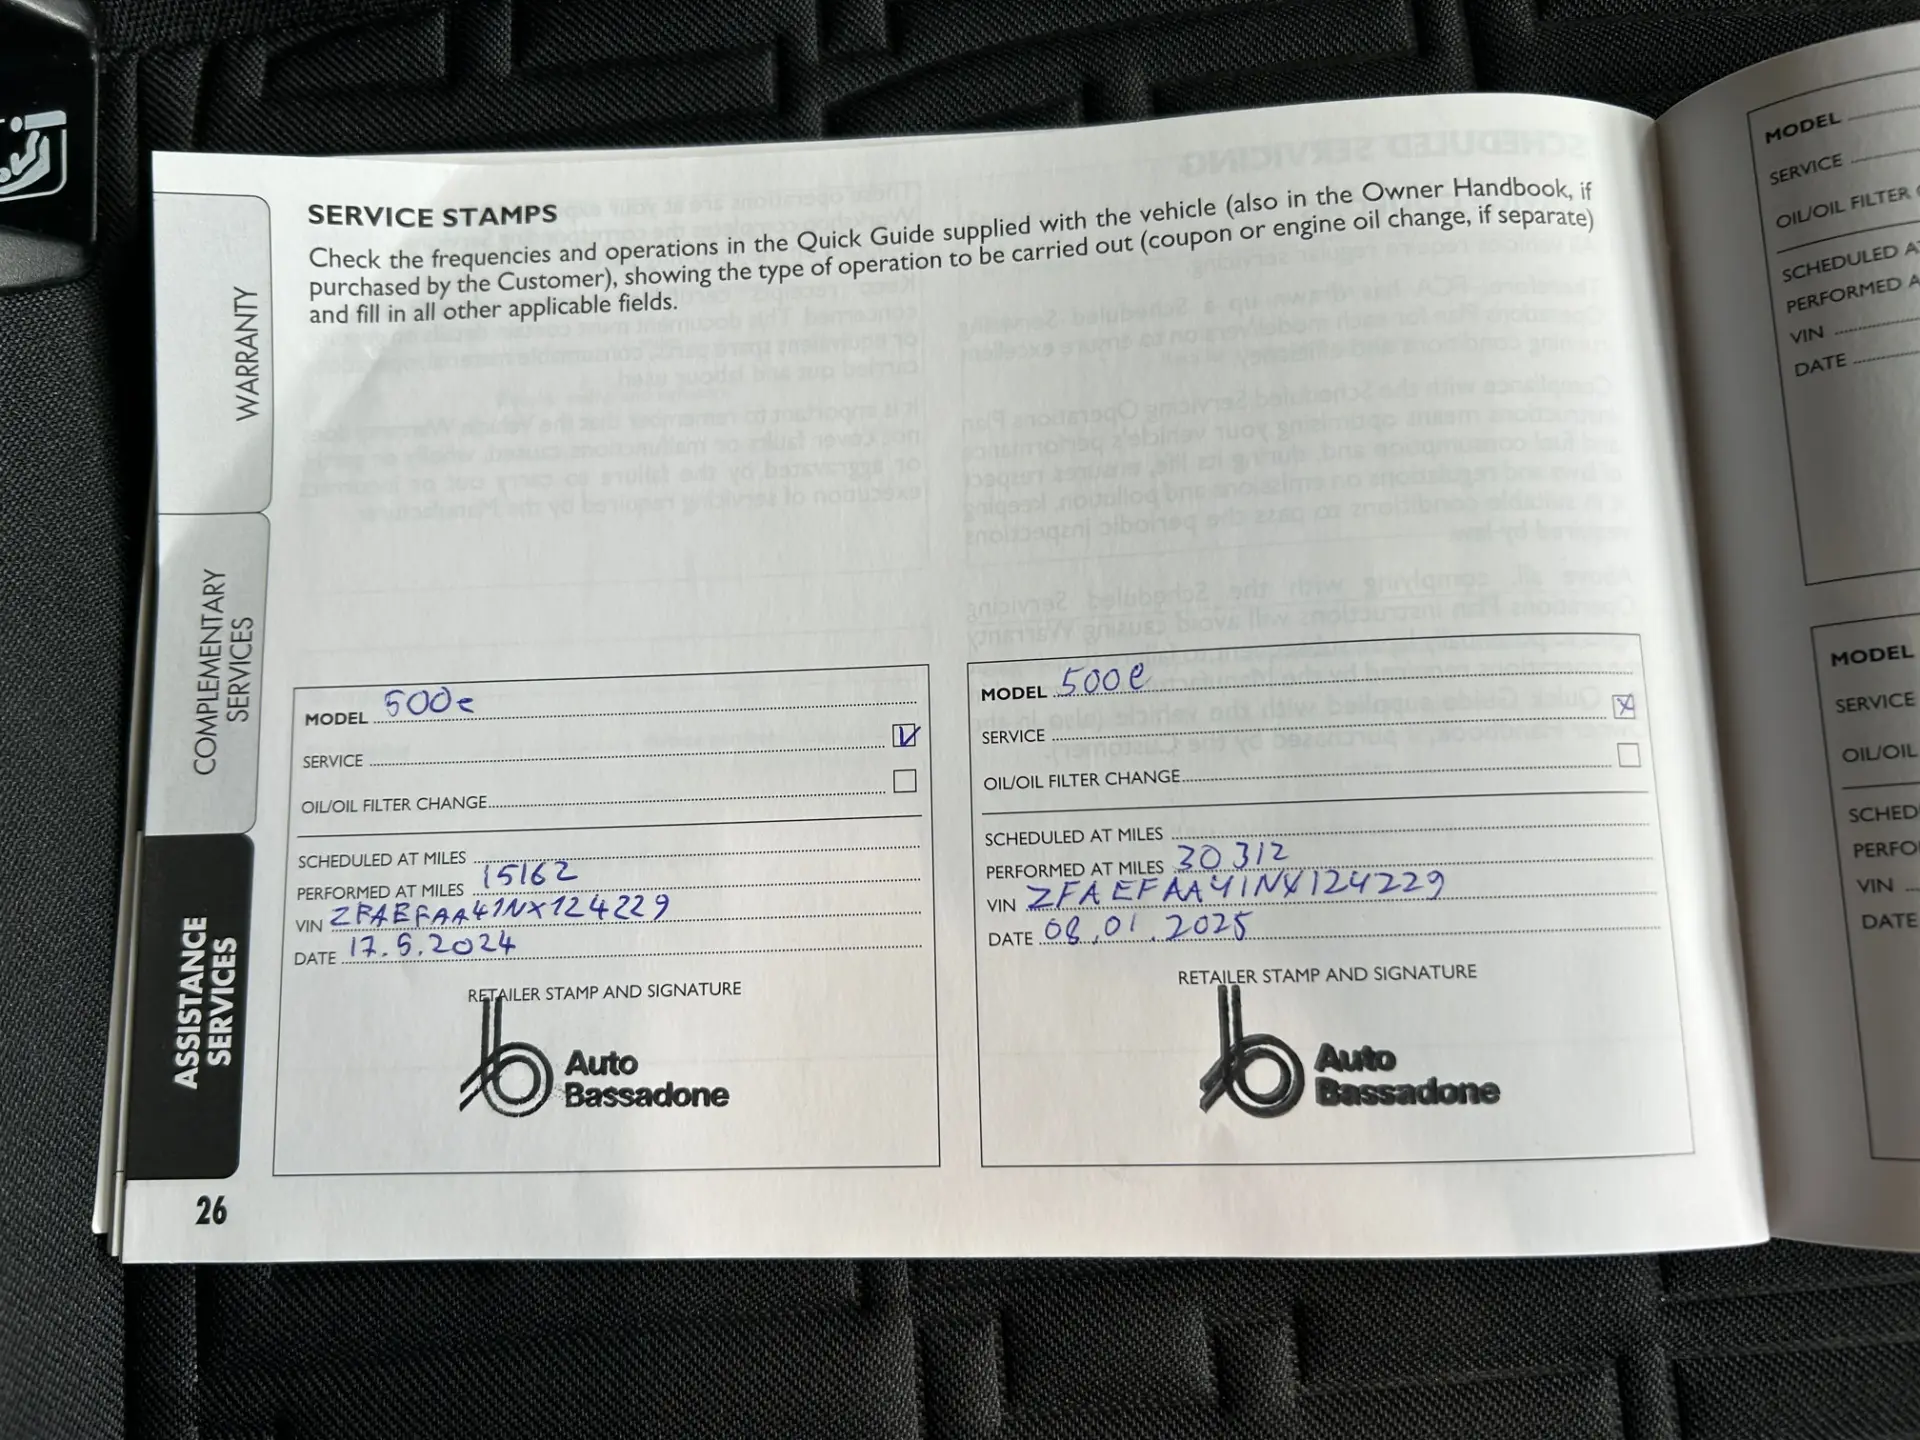 WARRANTY
COMPLEMENTARY
SERVICES
ASSISTANCE
SERVICES
26
SERVICE STAMPS
Check the frequencies and operations in the Quick Guide supplied with the vehicle (also in the Owner Handbook, if
purchased by the Customer), showing the type of operation to be carried out (coupon or engine oil change, if separate)
and fill in all other applicable fields.
MODEL 500e
SERVICE
OIL/OIL FILTER CHANGE
SCHEDULED AT MILES
PERFORMED AT MILES 15162
VIN ZFAEFAA41NX124229
DATE 17.5.2024
RETAILER STAMP AND SIGNATURE
Auto
Bassadone
MODEL 500e
SERVICE
OIL/OIL FILTER CHANGE
SCHEDULED AT MILES
PERFORMED AT MILES 30312
VIN ZFAEFAA41NX124229
DATE 08.01.2025
RETAILER STAMP AND SIGNATURE
Auto
Bassadone
MODEL
SERVICE
OIL/OIL FILTER
SCHEDULED A
PERFORMED A
VIN
DATE
MODEL
SERVICE
OIL/OIL
SCHED
PERFO
VIN
DATE